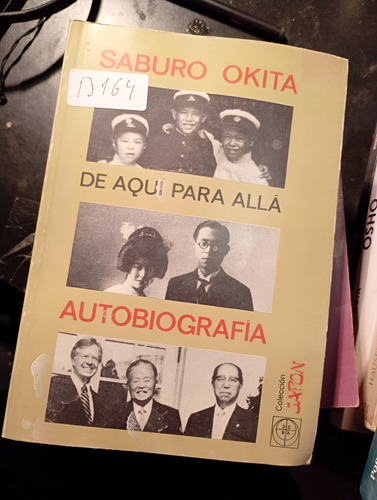 SABURO OKITA
B164
DE AQUÍ PARA ALLÁ
AUTOBIOGRAFÍA
Colección
JAPÓN
OSHO